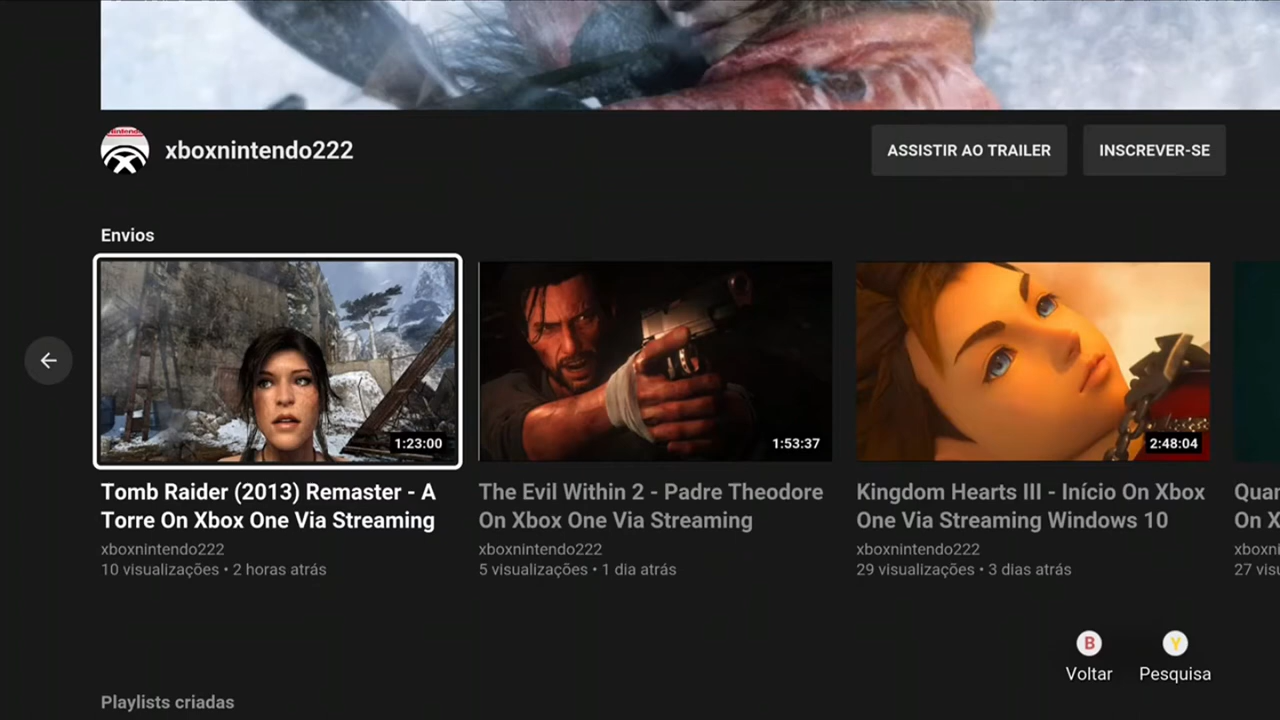 Nintendo
xboxnintendo222
ASSISTIR AO TRAILER
INSCREVER-SE
Envios
1:23:00
1:53:37
2:48:04
Tomb Raider (2013) Remaster - A
Torre On Xbox One Via Streaming
xboxnintendo222
10 visualizações • 2 horas atrás
The Evil Within 2 - Padre Theodore
On Xbox One Via Streaming
xboxnintendo222
5 visualizações • 1 dia atrás
Kingdom Hearts III - Início On Xbox
One Via Streaming Windows 10
xboxnintendo222
29 visualizações • 3 dias atrás
On X
27
B
Voltar
Y
Pesquisa
Playlists criadas